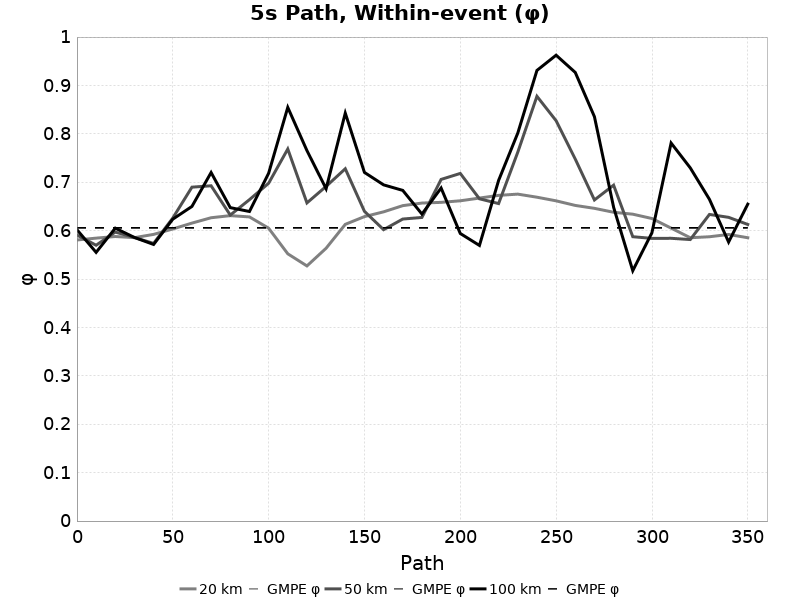 5s Path, Within-event (φ)
1
0.9
0.8
0.7
0.6
0.5
0.4
0.3
0.2
0.1
0
φ
0 50 100 150 200 250 300 350
Path
20 km GMPE φ 50 km GMPE φ 100 km GMPE φ